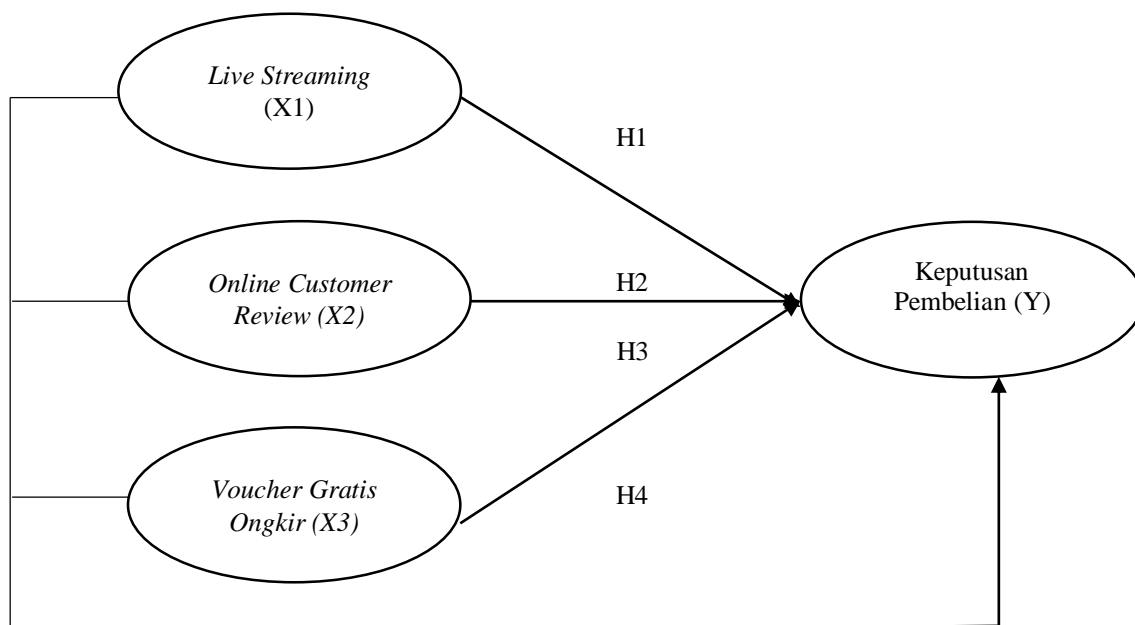 Live Streaming
(X1)
H1
Online Customer
Review (X2)
H2
Keputusan
Pembelian (Y)
H3
Voucher Gratis
Ongkir (X3)
H4